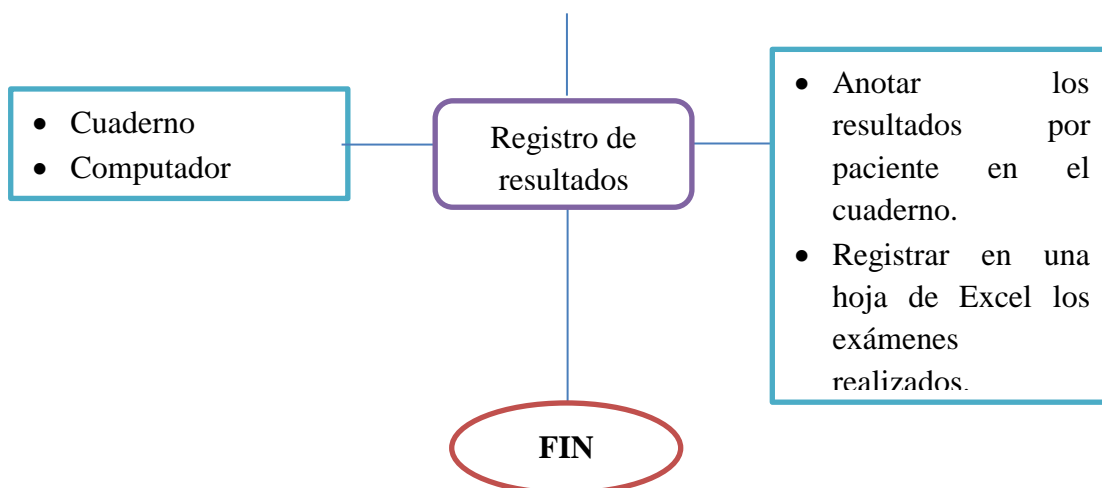 • Cuaderno
• Computador
Registro de
resultados
• Anotar los
resultados por
paciente en el
cuaderno.
• Registrar en una
hoja de Excel los
exámenes
realizados.
FIN